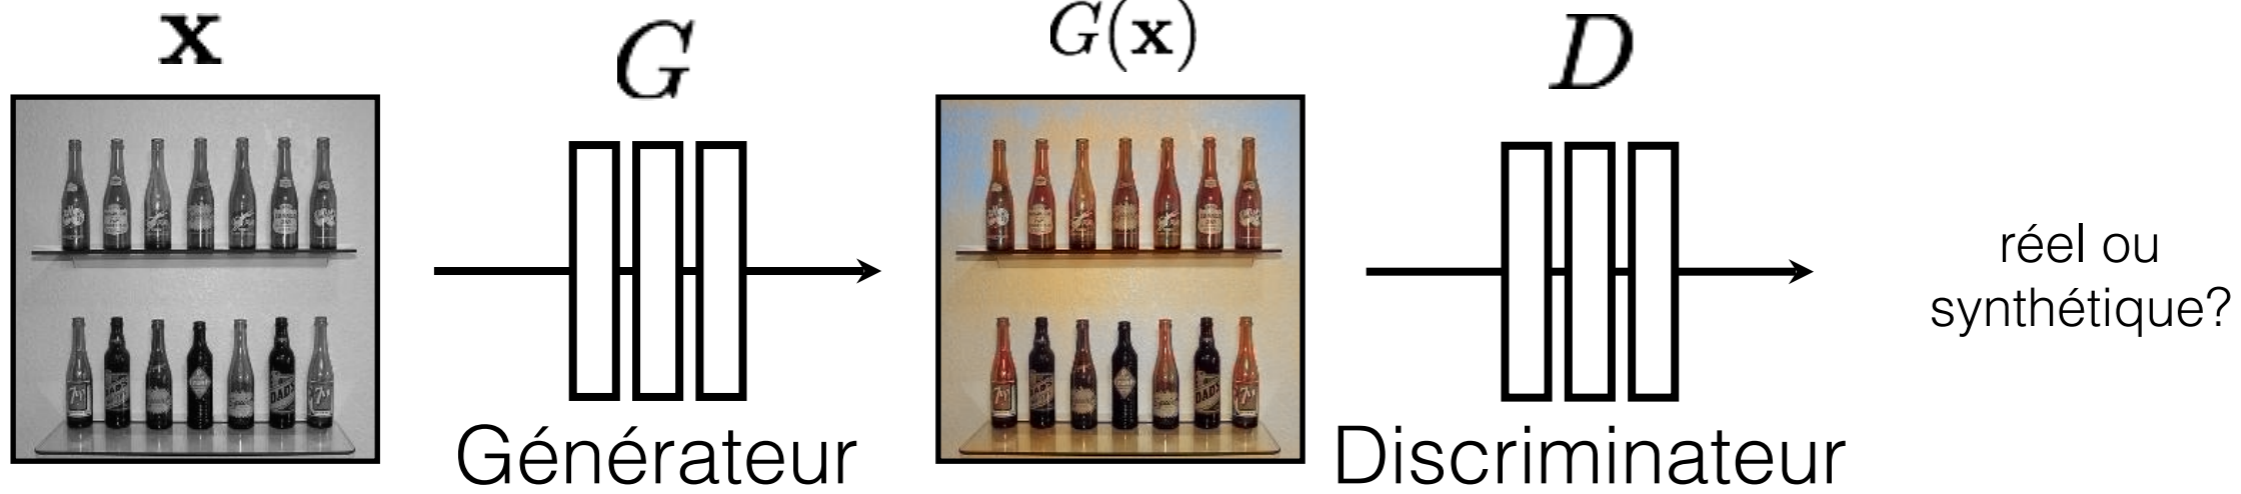 x
G
G(x)
D
Générateur
Discriminateur
réel ou
synthétique?